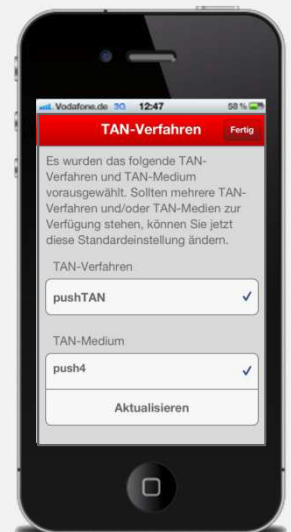 Vodafone.de 3G 12:47 58 %
TAN-Verfahren Fertig
Es wurden das folgende TAN-
Verfahren und TAN-Medium
vorausgewählt. Sollten mehrere TAN-
Verfahren und/oder TAN-Medien zur
Verfügung stehen, können Sie jetzt
diese Standardeinstellung ändern.
TAN-Verfahren
pushTAN
TAN-Medium
push4
Aktualisieren